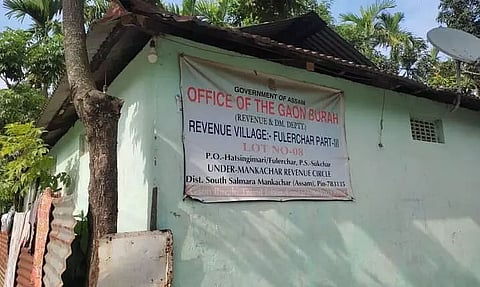 GOVERNMENT OF ASSAM
OFFICE OF THE GAON BURAH
(REVENUE & DM, DEPTT)
REVENUE VILLAGE:- FULERCHAR PART-III
LOT NO-08
P.O.-Hatsingimari/Fulerchar, P.S.-Sukchar
UNDER-MANKACHAR REVENUE CIRCLE
Dist. South Salmara Mankachar (Assam), Pin-783135